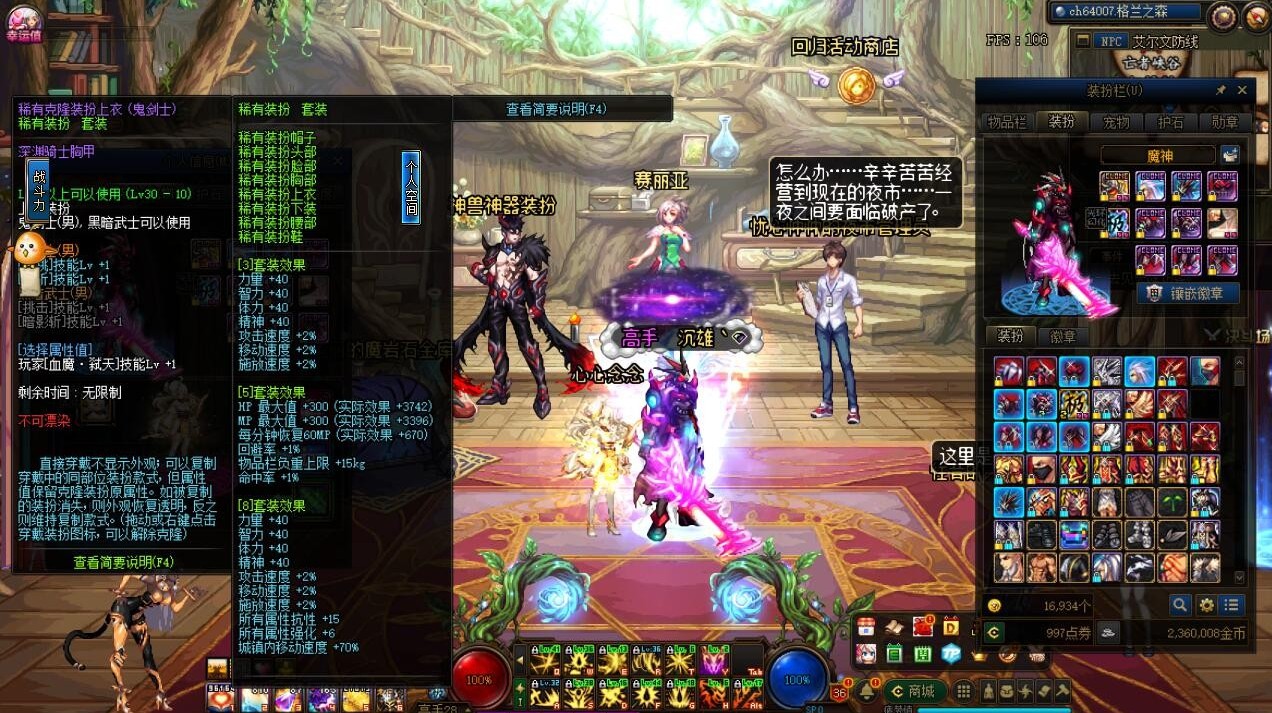 幸运值
ch64007.格兰之森
FPS : 106
NPC 艾尔文防线
亡者峡谷
回归活动商店
装扮栏(U)
物品栏 装扮 宠物 护石 勋章
魔神
镶嵌徽章
装扮 徽章
稀有克隆装扮上衣 (鬼剑士)
稀有装扮 套装
深渊骑士胸甲
以上可以使用 (Lv30 - 10)
战斗力
(男), 黑暗武士可以使用
(男)
技能Lv +1
技能Lv +1
武士(男)
[挑击]技能Lv +1
[暗影斩]技能Lv +1
[选择属性值]
玩家[血魔·弑天]技能Lv +1
剩余时间：无限制
不可漂染
直接穿戴不显示外观，可以复制
穿戴中的同部位装扮款式，但属性
值保留克隆装扮原属性。如被复制
的装扮消失，则外观恢复透明，反之
则维持复制款式。(拖动或右键点击
穿戴装扮图标，可以解除克隆)
查看简要说明(F4)
稀有装扮 套装
稀有装扮帽子
稀有装扮头部
稀有装扮脸部
稀有装扮胸部
稀有装扮上衣
稀有装扮下装
稀有装扮腰部
稀有装扮鞋
[3]套装效果
力量 +40
智力 +40
体力 +40
精神 +40
攻击速度 +2%
移动速度 +2%
施放速度 +2%
[5]套装效果
HP 最大值 +300 (实际效果 +3742)
MP 最大值 +300 (实际效果 +3396)
每分钟恢复60MP (实际效果 +670)
回避率 +1%
物品栏负重上限 +15kg
命中率 +1%
[8]套装效果
力量 +40
智力 +40
体力 +40
精神 +40
攻击速度 +2%
移动速度 +2%
施放速度 +2%
所有属性抗性 +15
所有属性强化 +6
城镇内移动速度 +70%
个人空间
查看简要说明(F4)
神兽神器装扮
赛丽亚
怎么办……辛辛苦苦经
营到现在的夜市……一
夜之间要面临破产了。
高手 沉雄
心心念念
这里是
16,934个
997点券
2,360,008金币
100%
100%
36
商城
疲劳值